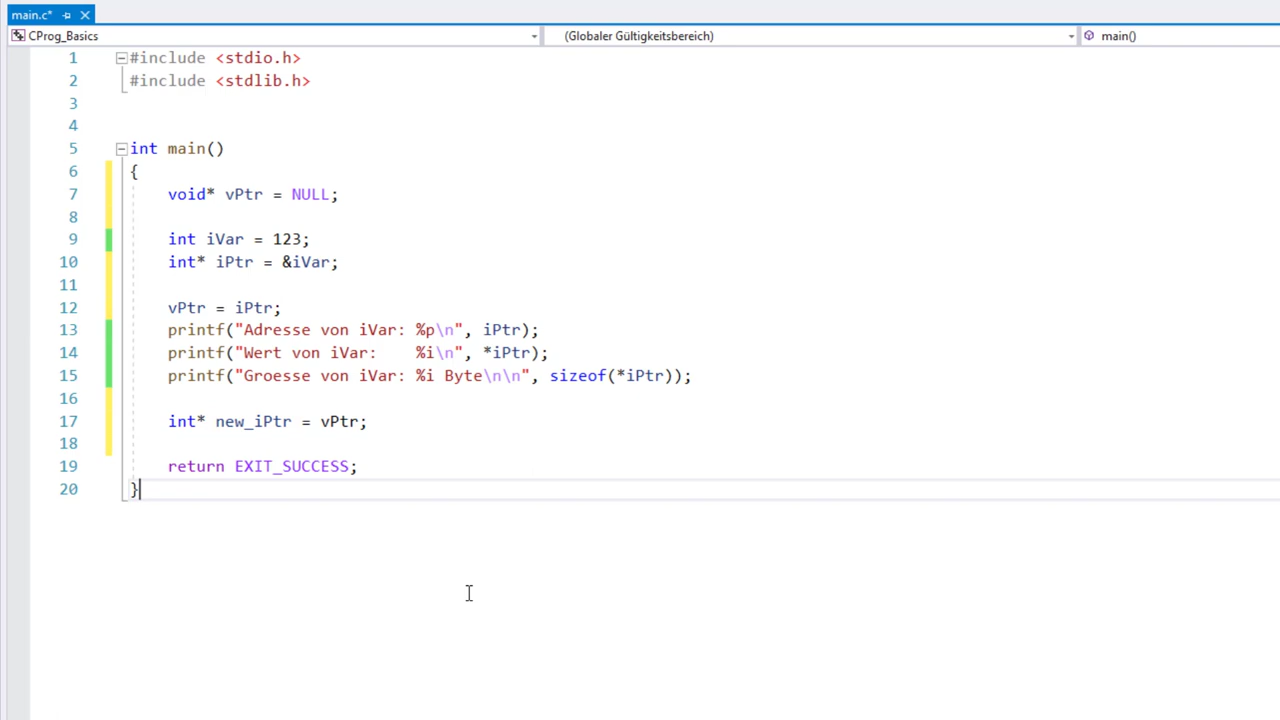 main.c*
CProg_Basics (Globaler Gültigkeitsbereich) main()
1 #include <stdio.h>
2 #include <stdlib.h>
3
4
5 int main()
6 {
7 void* vPtr = NULL;
8
9 int iVar = 123;
10 int* iPtr = &iVar;
11
12 vPtr = iPtr;
13 printf("Adresse von iVar: %p\n", iPtr);
14 printf("Wert von iVar:    %i\n", *iPtr);
15 printf("Groesse von iVar: %i Byte\n\n", sizeof(*iPtr));
16
17 int* new_iPtr = vPtr;
18
19 return EXIT_SUCCESS;
20 }